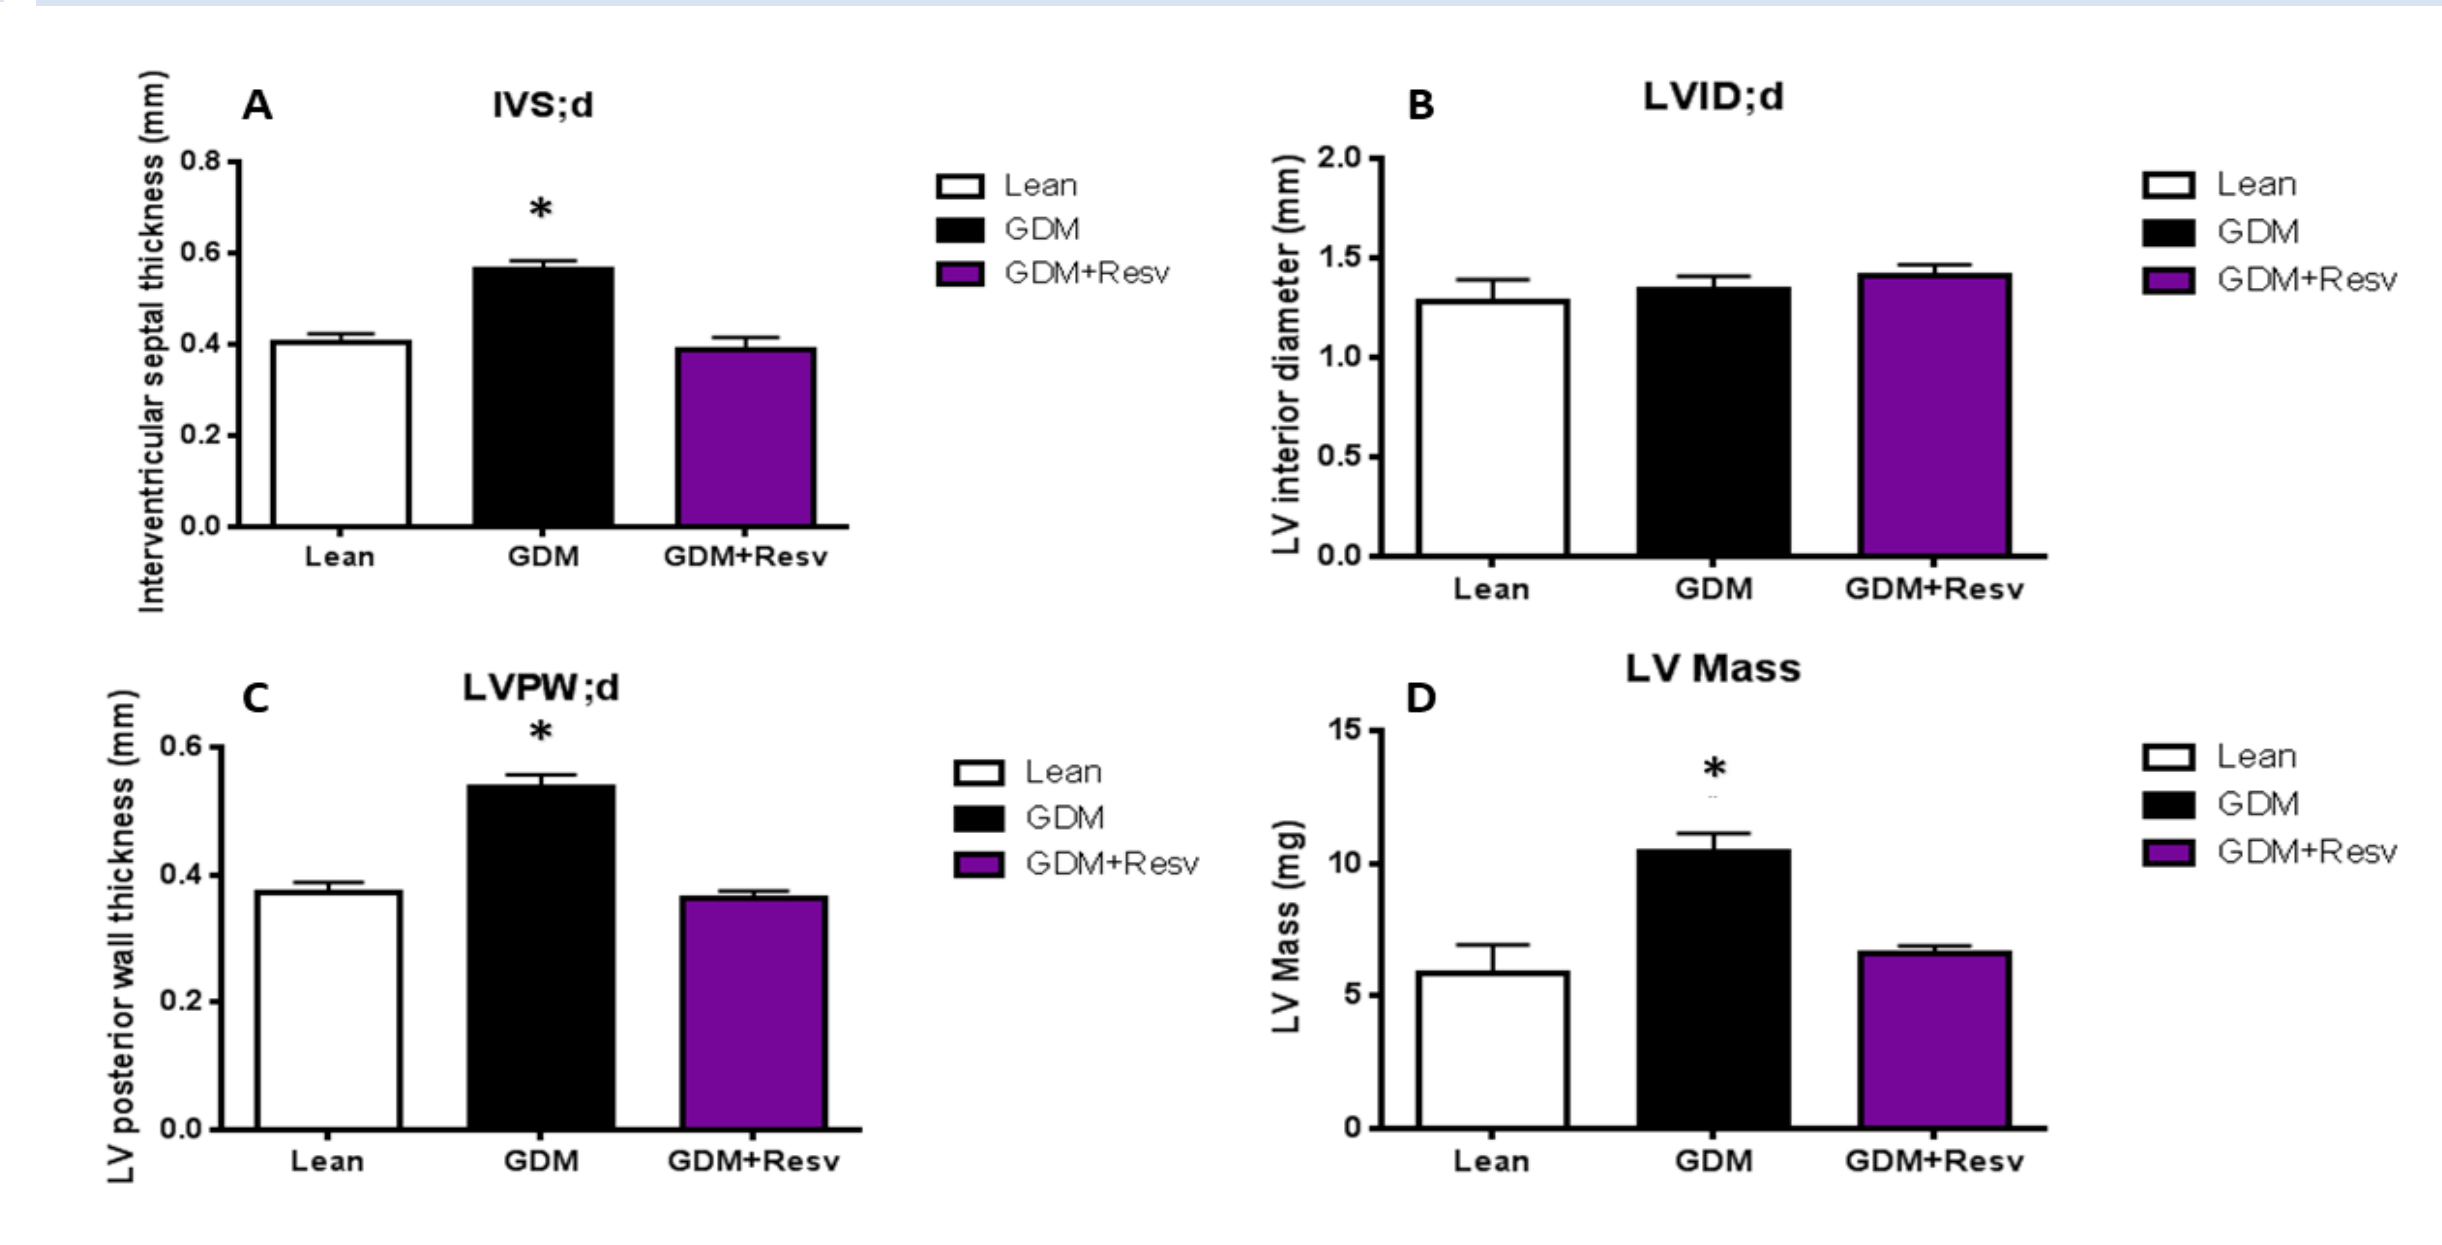 A
IVS;d
Interventricular septal thickness (mm)
0.8
0.6
0.4
0.2
0.0
*
Lean
GDM
GDM+Resv
Lean
GDM
GDM+Resv
B
LVID;d
LV interior diameter (mm)
2.0
1.5
1.0
0.5
0.0
Lean
GDM
GDM+Resv
Lean
GDM
GDM+Resv
C
LVPW;d
LV posterior wall thickness (mm)
0.6
0.4
0.2
0.0
*
Lean
GDM
GDM+Resv
Lean
GDM
GDM+Resv
D
LV Mass
LV Mass (mg)
15
10
5
0
*
Lean
GDM
GDM+Resv
Lean
GDM
GDM+Resv